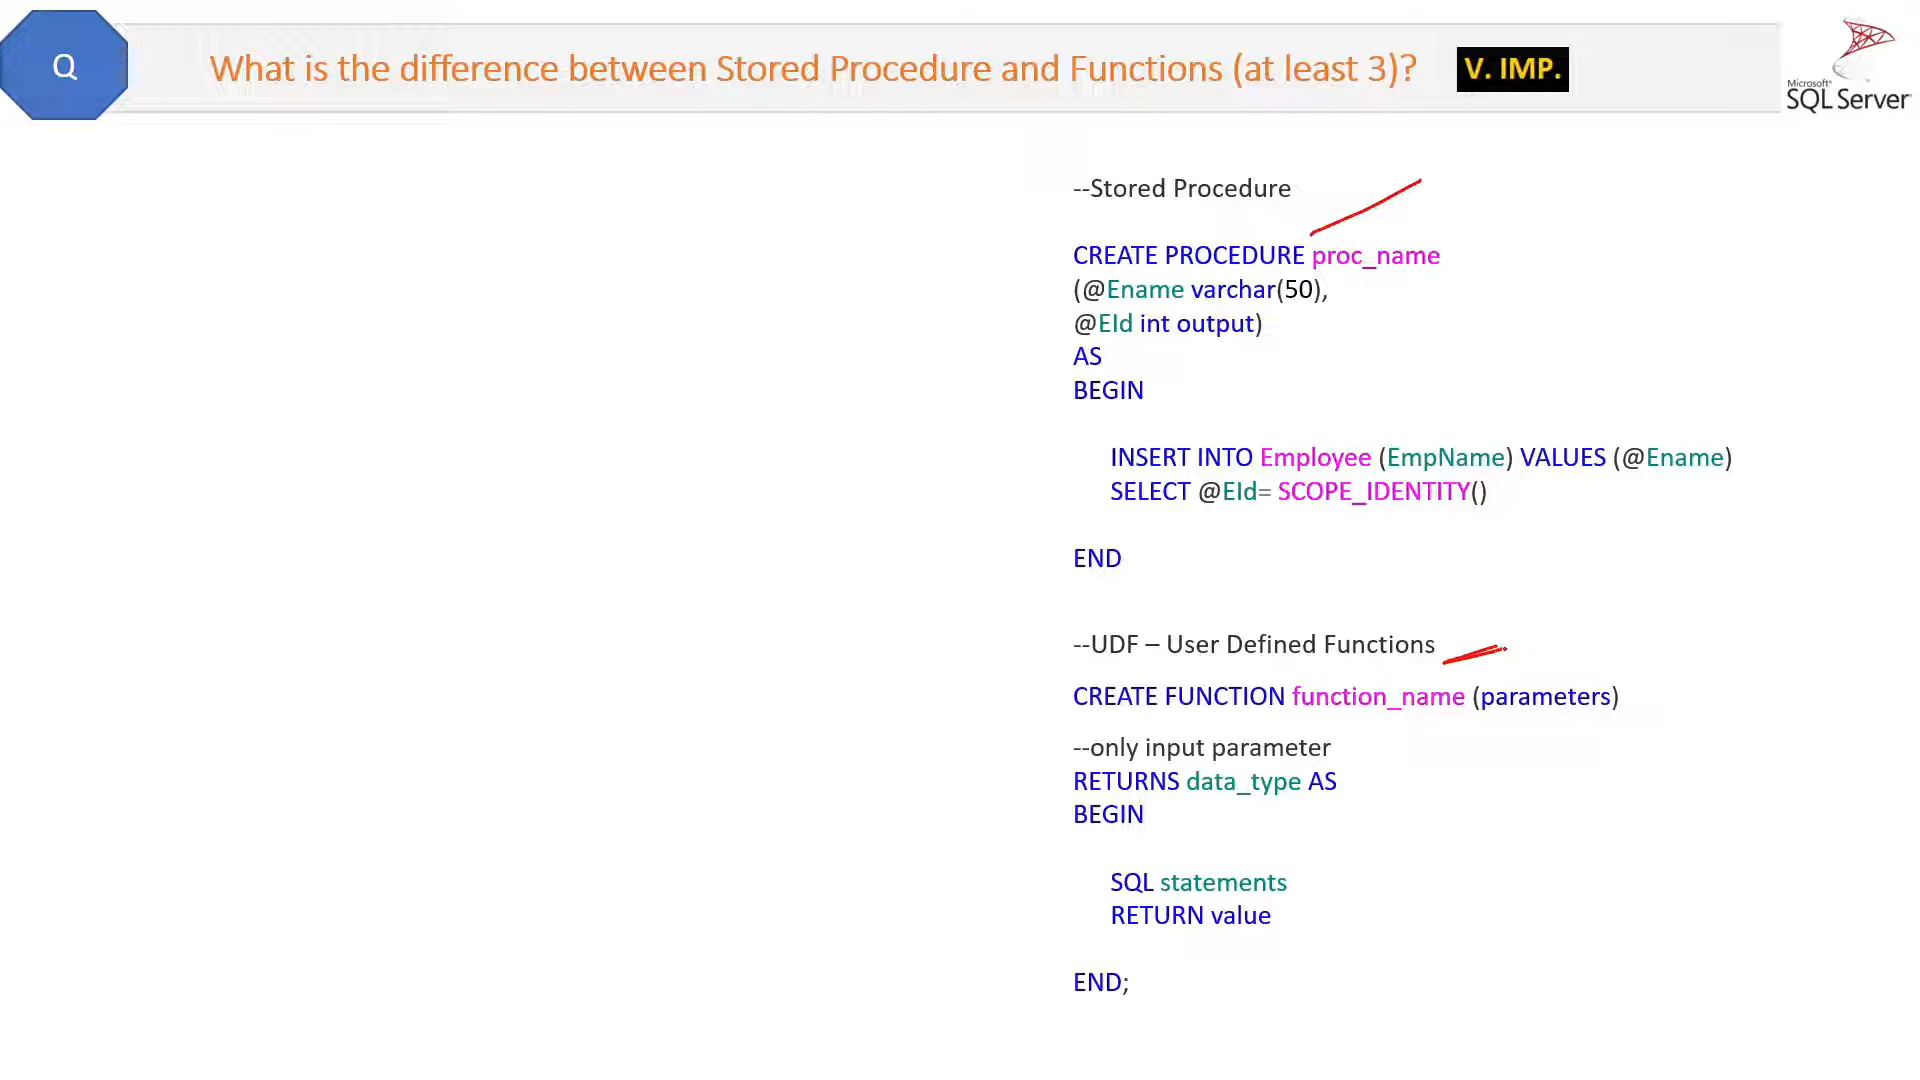 Q
What is the difference between Stored Procedure and Functions (at least 3)?
V. IMP.
Microsoft®
SQL Server®
--Stored Procedure
CREATE PROCEDURE proc_name
(@Ename varchar(50),
@EId int output)
AS
BEGIN
INSERT INTO Employee (EmpName) VALUES (@Ename)
SELECT @EId= SCOPE_IDENTITY()
END
--UDF – User Defined Functions
CREATE FUNCTION function_name (parameters)
--only input parameter
RETURNS data_type AS
BEGIN
SQL statements
RETURN value
END;